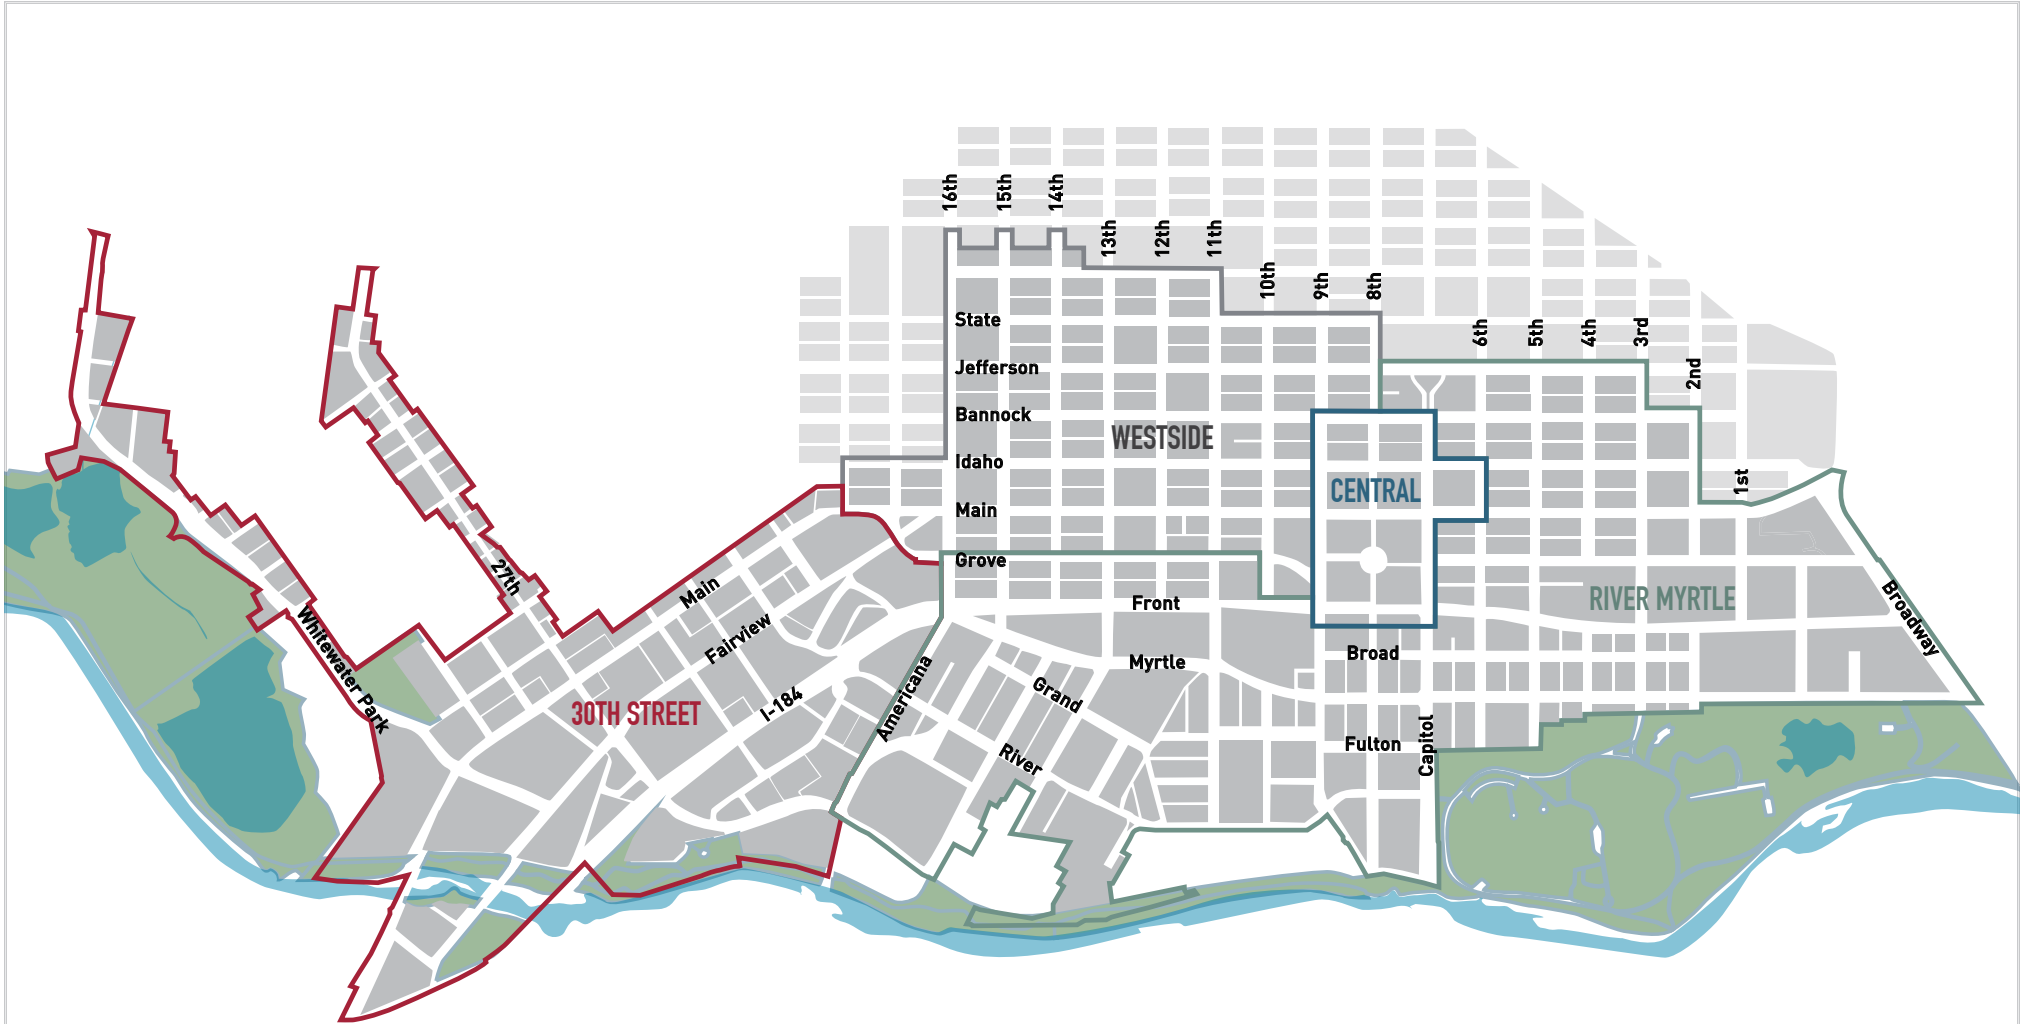 16th
15th
14th
13th
12th
11th
10th
9th
8th
6th
5th
4th
3rd
2nd
1st
State
Jefferson
Bannock
WESTSIDE
Idaho
CENTRAL
Main
Grove
27th
Main
Front
RIVER MYRTLE
Broadway
Whitewater Park
Fairview
Broad
Myrtle
30TH STREET
I-184
Americana
Grand
River
Fulton
Capitol